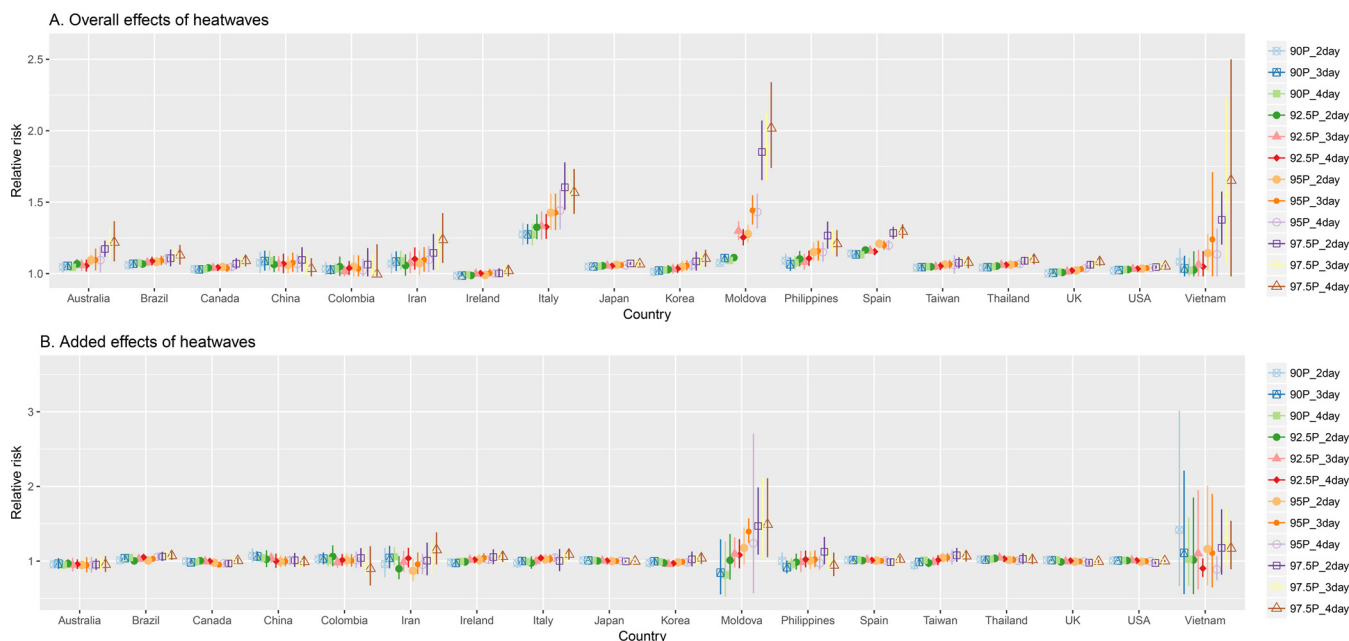 A. Overall effects of heatwaves
2.5
2.0
1.5
1.0
Relative risk
Australia Brazil Canada China Colombia Iran Ireland Italy Japan Korea Moldova Philippines Spain Taiwan Thailand UK USA Vietnam
Country
90P_2day
90P_3day
90P_4day
92.5P_2day
92.5P_3day
92.5P_4day
95P_2day
95P_3day
95P_4day
97.5P_2day
97.5P_3day
97.5P_4day
B. Added effects of heatwaves
3
2
1
Relative risk
Australia Brazil Canada China Colombia Iran Ireland Italy Japan Korea Moldova Philippines Spain Taiwan Thailand UK USA Vietnam
Country
90P_2day
90P_3day
90P_4day
92.5P_2day
92.5P_3day
92.5P_4day
95P_2day
95P_3day
95P_4day
97.5P_2day
97.5P_3day
97.5P_4day